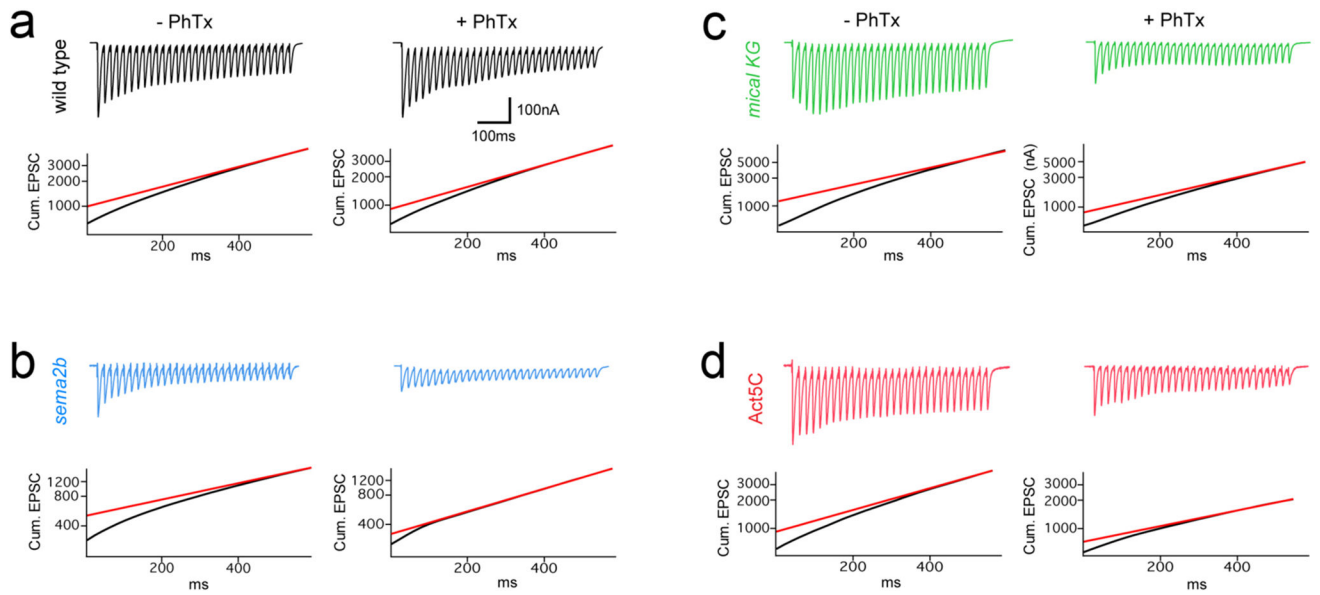 a
- PhTx
+ PhTx
wild type
100nA
100ms
Cum. EPSC
3000
2000
1000
200
400
ms
Cum. EPSC
3000
2000
1000
200
400
ms
b
sema2b
Cum. EPSC
1200
800
400
200
400
ms
Cum. EPSC
1200
800
400
200
400
ms
c
- PhTx
+ PhTx
mical KG
Cum. EPSC
5000
3000
1000
200
400
ms
Cum. EPSC (nA)
5000
3000
1000
200
400
ms
d
Act5C
Cum. EPSC
3000
2000
1000
200
400
ms
Cum. EPSC
3000
2000
1000
200
400
ms